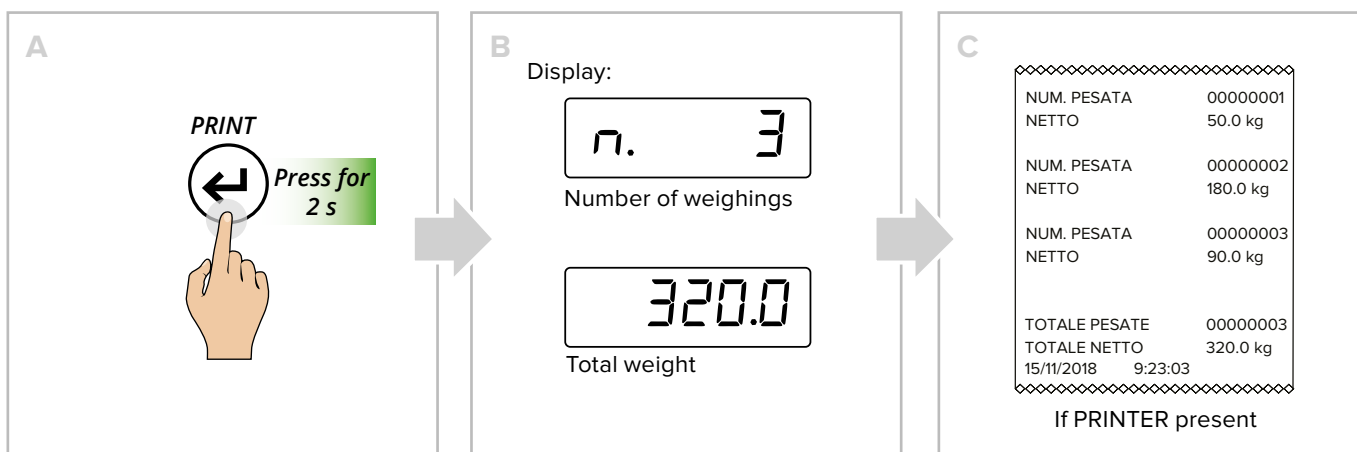 A
PRINT
Press for
2 s
B
Display:
n. 3
Number of weighings
320.0
Total weight
C
NUM. PESATA 00000001
NETTO 50.0 kg
NUM. PESATA 00000002
NETTO 180.0 kg
NUM. PESATA 00000003
NETTO 90.0 kg
TOTALE PESATE 00000003
TOTALE NETTO 320.0 kg
15/11/2018 9:23:03
If PRINTER present